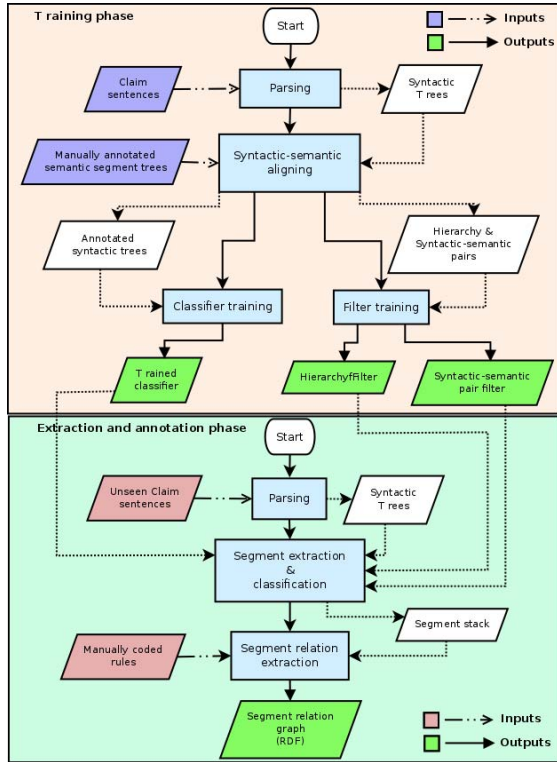 T raining phase
Start
Inputs
Outputs
Claim
sentences
Parsing
Syntactic
T rees
Manually annotated
semantic segment trees
Syntactic-semantic
aligning
Annotated
syntactic trees
Hierarchy &
Syntactic-semantic
pairs
Classifier training
Filter training
T rained
classifier
HierarchyfFilter
Syntactic-semantic
pair filter
Extraction and annotation phase
Start
Unseen Claim
sentences
Parsing
Syntactic
T rees
Segment extraction
&
classification
Segment stack
Manually coded
rules
Segment relation
extraction
Segment relation
graph
(RDF)
Inputs
Outputs